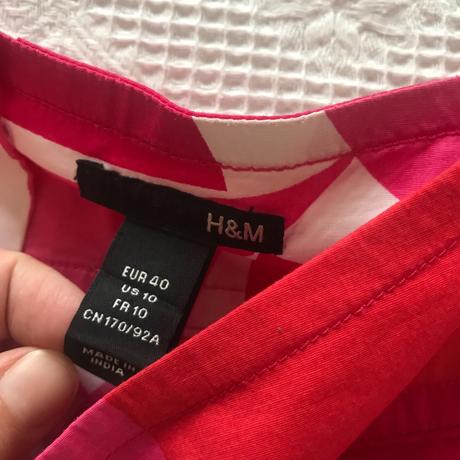 H&M
EUR 40
US 10
FR 10
CN170/92A
MADE IN
INDIA